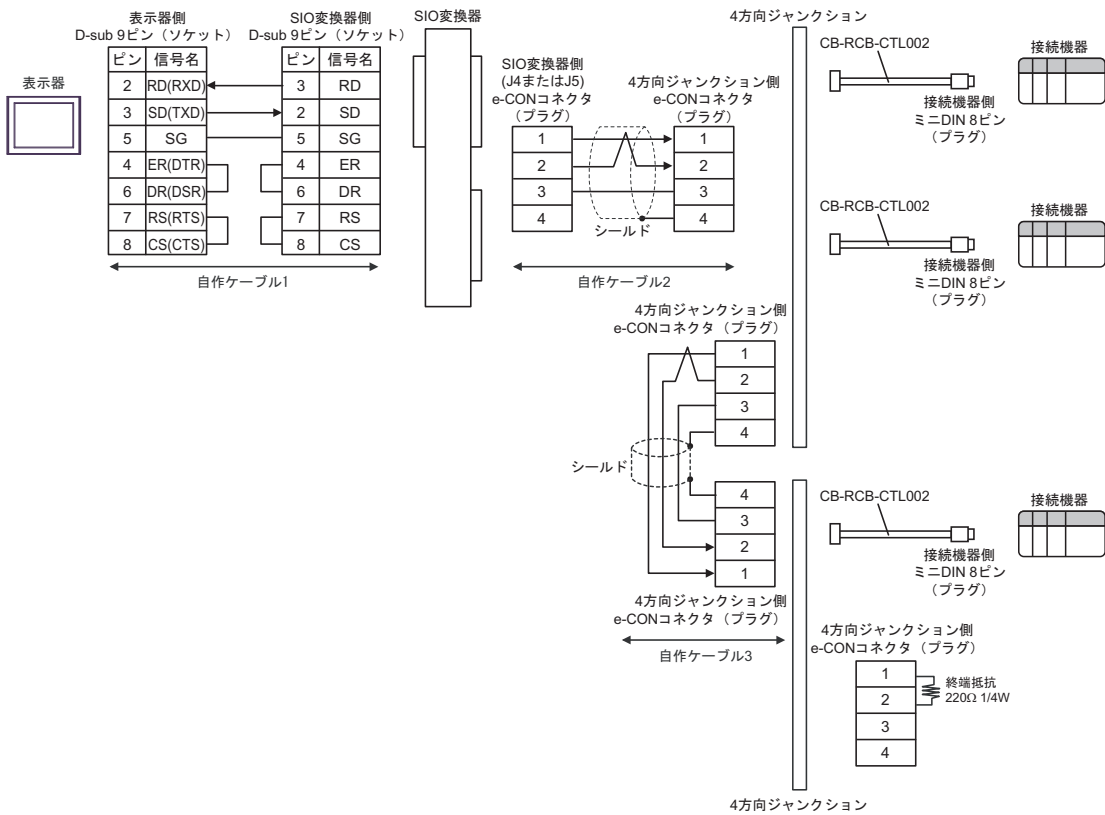 表示器
表示器側
D-sub 9ピン（ソケット）
ピン 信号名
2 RD(RXD)
3 SD(TXD)
5 SG
4 ER(DTR)
6 DR(DSR)
7 RS(RTS)
8 CS(CTS)
SIO変換器側
D-sub 9ピン（ソケット）
ピン 信号名
3 RD
2 SD
5 SG
4 ER
6 DR
7 RS
8 CS
自作ケーブル1
SIO変換器
SIO変換器側
(J4またはJ5)
e-CONコネクタ
（プラグ）
1
2
3
4
シールド
4方向ジャンクション側
e-CONコネクタ
（プラグ）
1
2
3
4
自作ケーブル2
4方向ジャンクション
CB-RCB-CTL002
接続機器側
ミニDIN 8ピン
（プラグ）
接続機器
CB-RCB-CTL002
接続機器側
ミニDIN 8ピン
（プラグ）
接続機器
4方向ジャンクション側
e-CONコネクタ（プラグ）
1
2
3
4
シールド
4
3
2
1
4方向ジャンクション側
e-CONコネクタ（プラグ）
自作ケーブル3
CB-RCB-CTL002
接続機器側
ミニDIN 8ピン
（プラグ）
接続機器
4方向ジャンクション側
e-CONコネクタ（プラグ）
1
2
3
4
終端抵抗
220Ω 1/4W
4方向ジャンクション